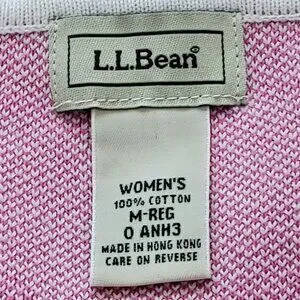 L.L.Bean®
WOMEN'S
100% COTTON
M-REG
0 ANH3
MADE IN HONG KONG
CARE ON REVERSE